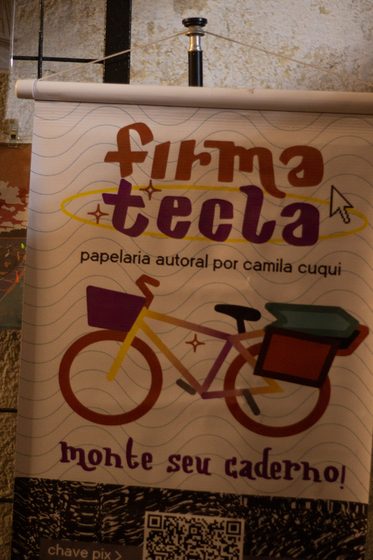 firma
tecla
papelaria autoral por camila cuqui
monte seu caderno!
chave pix >